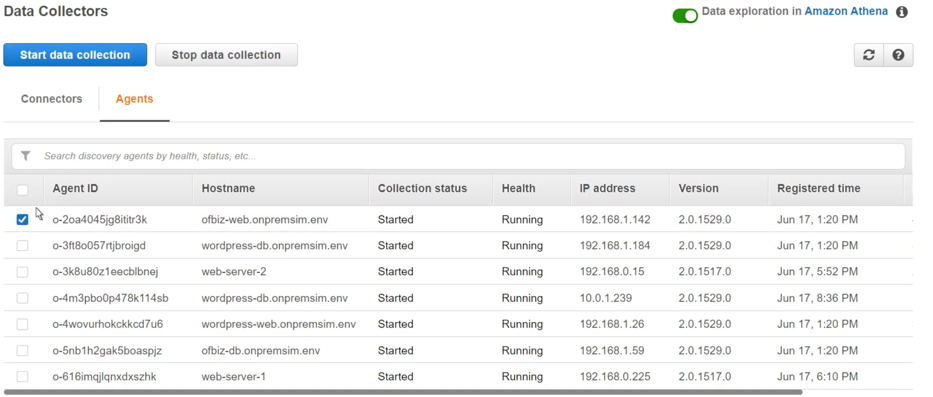 Data Collectors
Data exploration in Amazon Athena
Start data collection Stop data collection
Connectors Agents
Search discovery agents by health, status, etc...
Agent ID Hostname Collection status Health IP address Version Registered time
o-2oa4045jg8ititr3k ofbiz-web.onpremsim.env Started Running 192.168.1.142 2.0.1529.0 Jun 17, 1:20 PM
o-3ft8o057rtjbroigd wordpress-db.onpremsim.env Started Running 192.168.1.184 2.0.1529.0 Jun 17, 1:20 PM
o-3k8u80z1eecblbnej web-server-2 Started Running 192.168.0.15 2.0.1517.0 Jun 17, 5:52 PM
o-4m3pbo0p478k114sb wordpress-db.onpremsim.env Started Running 10.0.1.239 2.0.1529.0 Jun 17, 8:36 PM
o-4wovurhokckkcd7u6 wordpress-web.onpremsim.env Started Running 192.168.1.26 2.0.1529.0 Jun 17, 1:20 PM
o-5nb1h2gak5boaspjz ofbiz-db.onpremsim.env Started Running 192.168.1.59 2.0.1529.0 Jun 17, 1:20 PM
o-616imqjlqnxdxszhk web-server-1 Started Running 192.168.0.225 2.0.1517.0 Jun 17, 6:10 PM